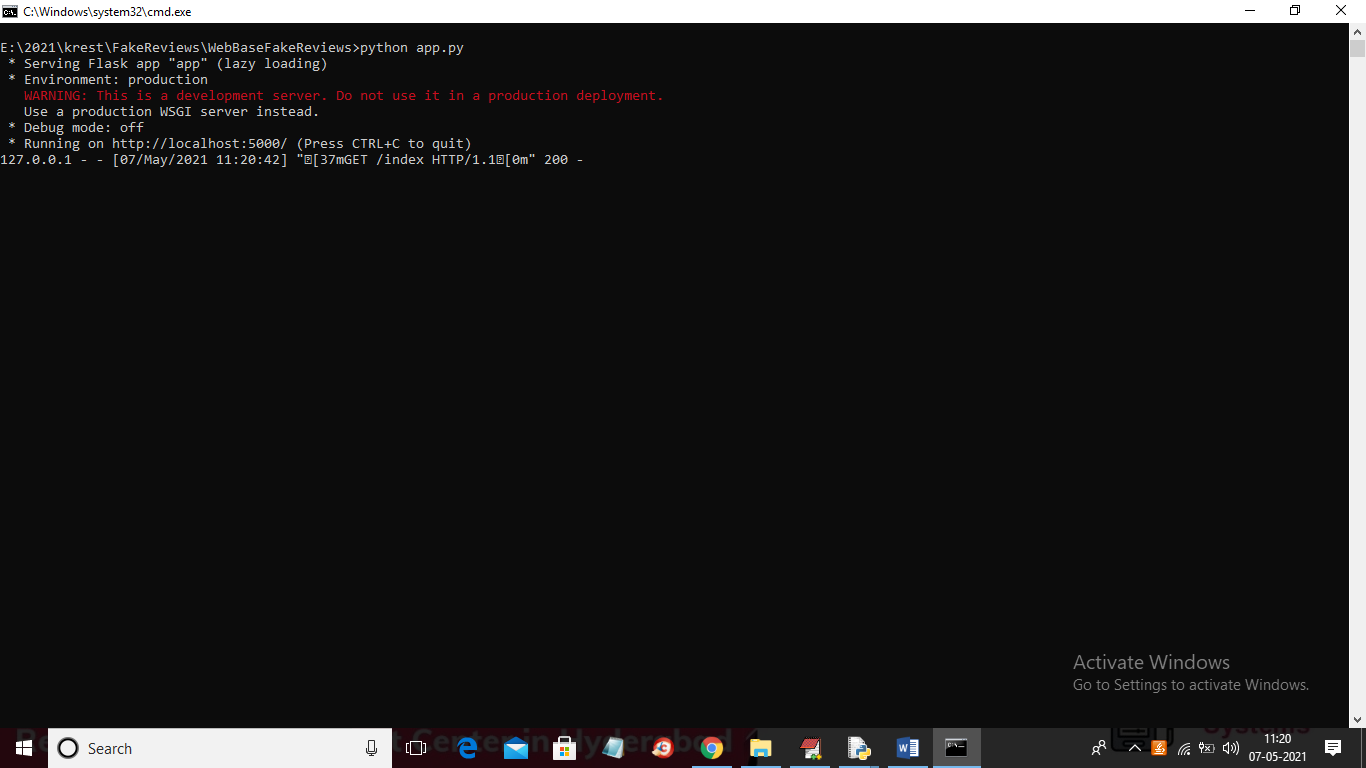 C:\Windows\system32\cmd.exe
E:\2021\krest\FakeReviews\WebBaseFakeReviews>python app.py
* Serving Flask app "app" (lazy loading)
* Environment: production
WARNING: This is a development server. Do not use it in a production deployment.
Use a production WSGI server instead.
* Debug mode: off
* Running on http://localhost:5000/ (Press CTRL+C to quit)
127.0.0.1 - - [07/May/2021 11:20:42] "[37mGET /index HTTP/1.1[0m" 200 -
Activate Windows
Go to Settings to activate Windows.
Systems
Search
Center in Hyderabad
11:20
07-05-2021